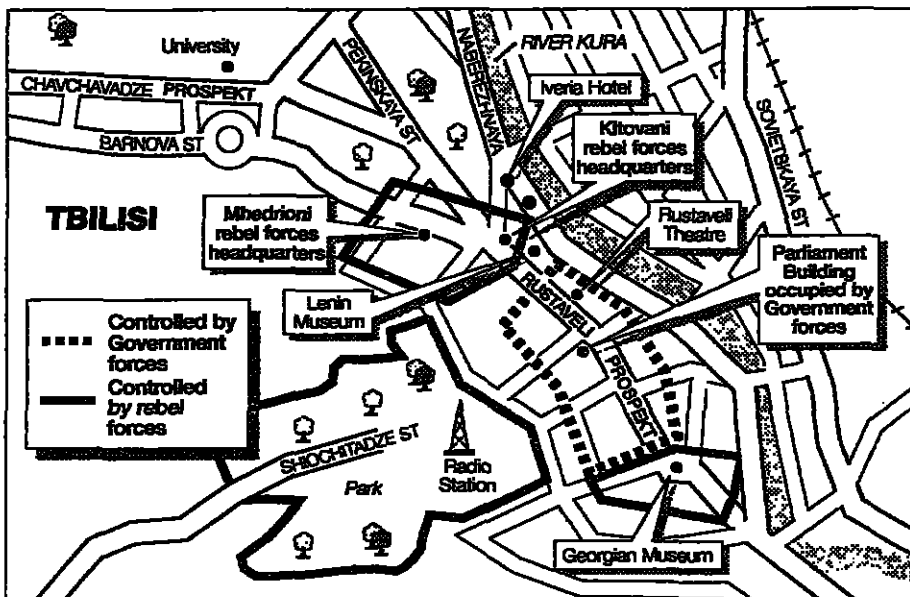 University
CHAVCHAVADZE PROSPEKT
BARNOVA ST
PEKINSKAYA ST
NABEREZHNAYA
RIVER KURA
Iveria Hotel
Kitovani
rebel forces
headquarters
SOVIETSKAYA ST
TBILISI
Mhedrioni
rebel forces
headquarters
Rustaveli
Theatre
Parliament
Building
occupied by
Government
forces
Lenin
Museum
RUSTAVELI
PROSPEKT
Controlled by
Government
forces
Controlled
by rebel
forces
SHIOCHITADZE ST
Park
Radio
Station
Georgian Museum